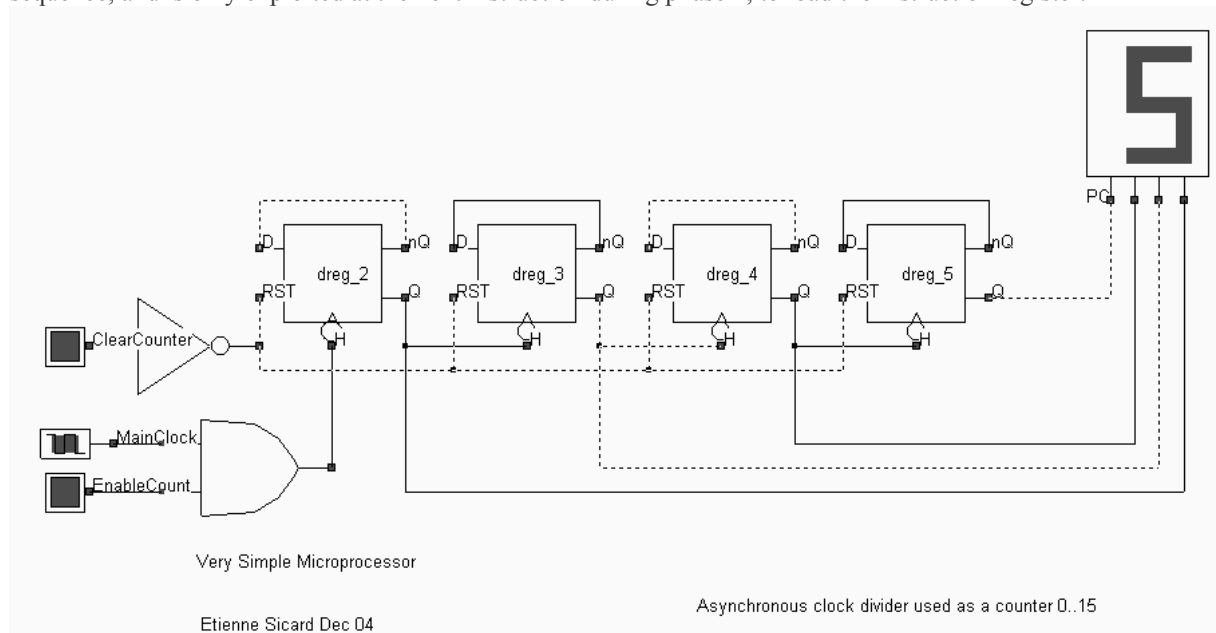 5
PC
D nQ D nQ D nQ D nQ
dreg_2 dreg_3 dreg_4 dreg_5
RST Q RST Q RST Q RST Q
ClearCounter H H H H
MainClock
EnableCount
Very Simple Microprocessor
Asynchronous clock divider used as a counter 0..15
Etienne Sicard Dec 04